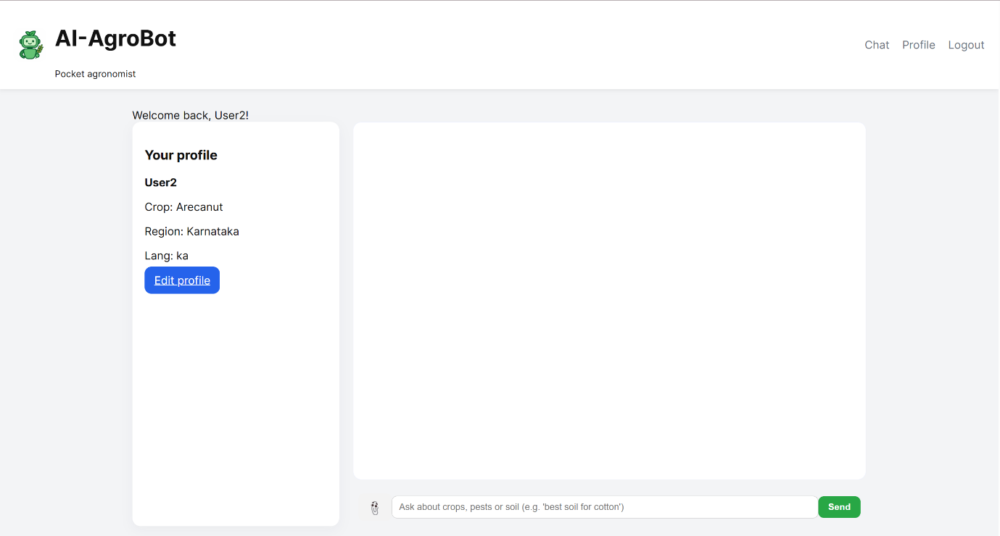 AI-AgroBot
Chat Profile Logout
Pocket agronomist
Welcome back, User2!
Your profile
User2
Crop: Arecanut
Region: Karnataka
Lang: ka
Edit profile
Ask about crops, pests or soil (e.g. 'best soil for cotton')
Send